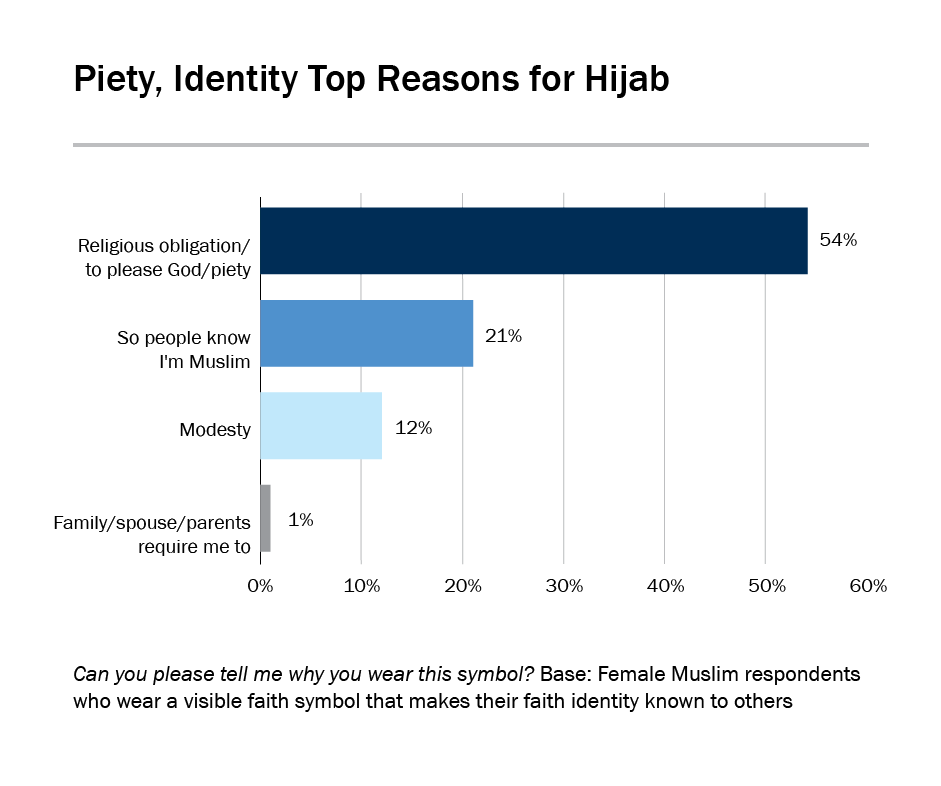 Piety, Identity Top Reasons for Hijab
Religious obligation/
to please God/piety
54%
So people know
I'm Muslim
21%
Modesty
12%
Family/spouse/parents
require me to
1%
0%
10%
20%
30%
40%
50%
60%
Can you please tell me why you wear this symbol? Base: Female Muslim respondents
who wear a visible faith symbol that makes their faith identity known to others